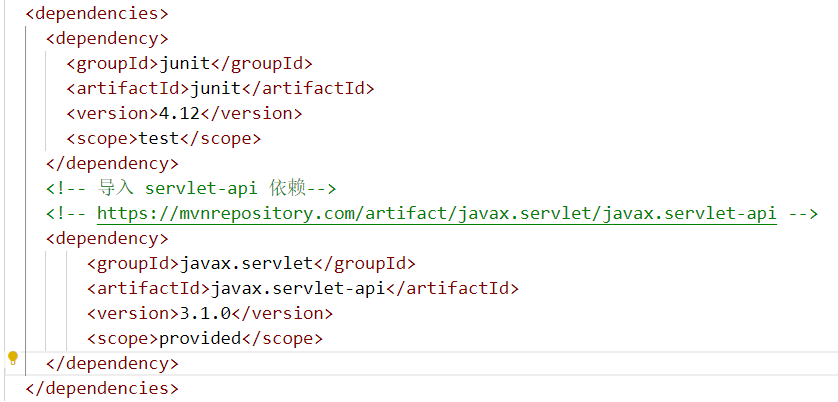 <dependencies>
<dependency>
<groupId>junit</groupId>
<artifactId>junit</artifactId>
<version>4.12</version>
<scope>test</scope>
</dependency>
<!-- 导入 servlet-api 依赖-->
<!-- https://mvnrepository.com/artifact/javax.servlet/javax.servlet-api -->
<dependency>
<groupId>javax.servlet</groupId>
<artifactId>javax.servlet-api</artifactId>
<version>3.1.0</version>
<scope>provided</scope>
</dependency>
</dependencies>